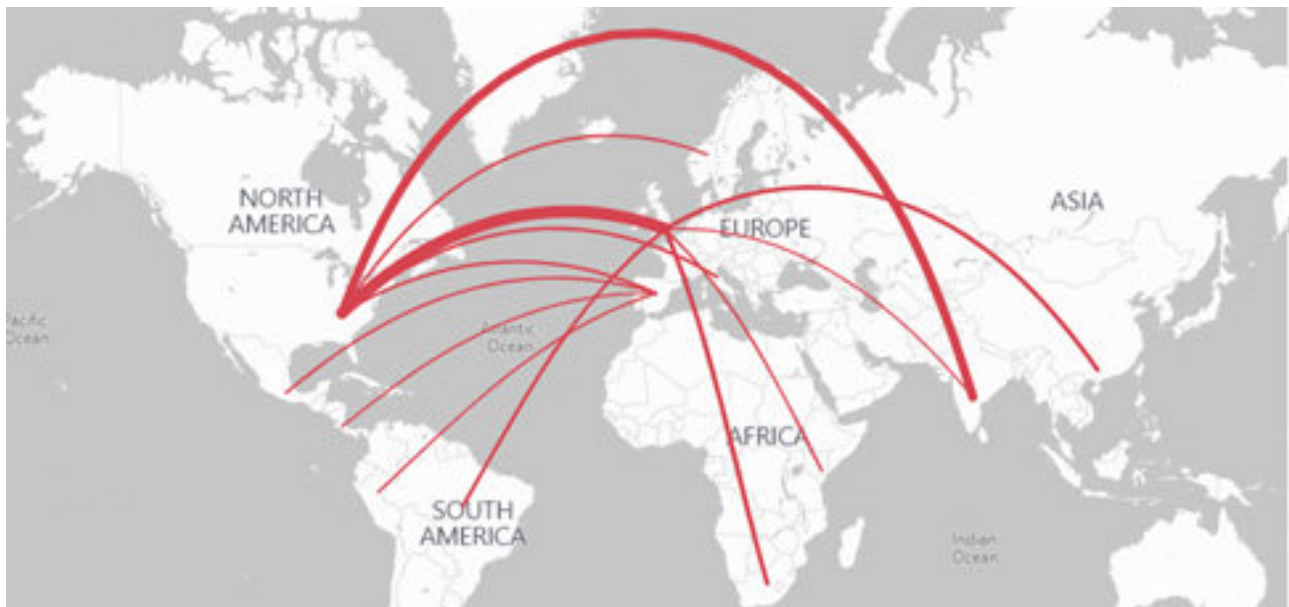 NORTH
AMERICA
EUROPE
ASIA
Pacific
Ocean
Atlantic
Ocean
AFRICA
SOUTH
AMERICA
Indian
Ocean